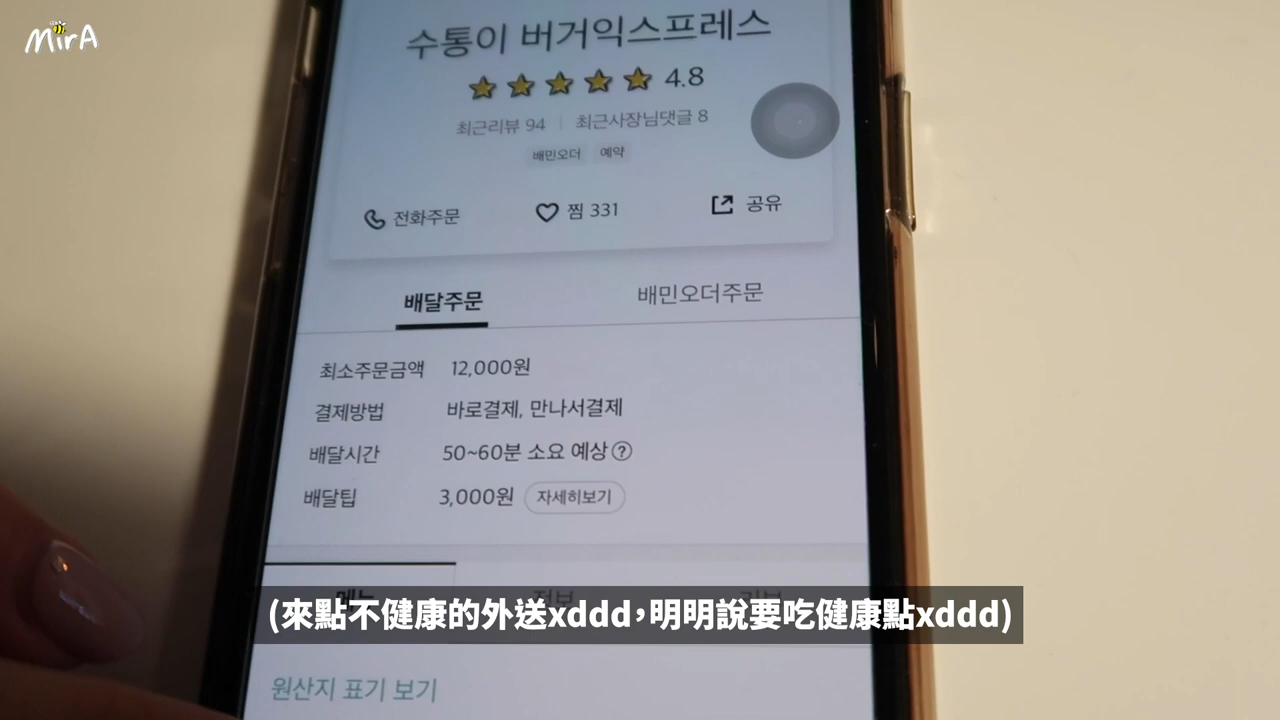 MirA
수통이 버거익스프레스
4.8
최근리뷰 94 | 최근사장님댓글 8
배민오더 예약
전화주문 찜 331 공유
배달주문 배민오더주문
최소주문금액 12,000원
결제방법 바로결제, 만나서결제
배달시간 50~60분 소요 예상 ?
배달팁 3,000원 자세히보기
(來點不健康的外送xddd,明明說要吃健康點xddd)
원산지 표기 보기